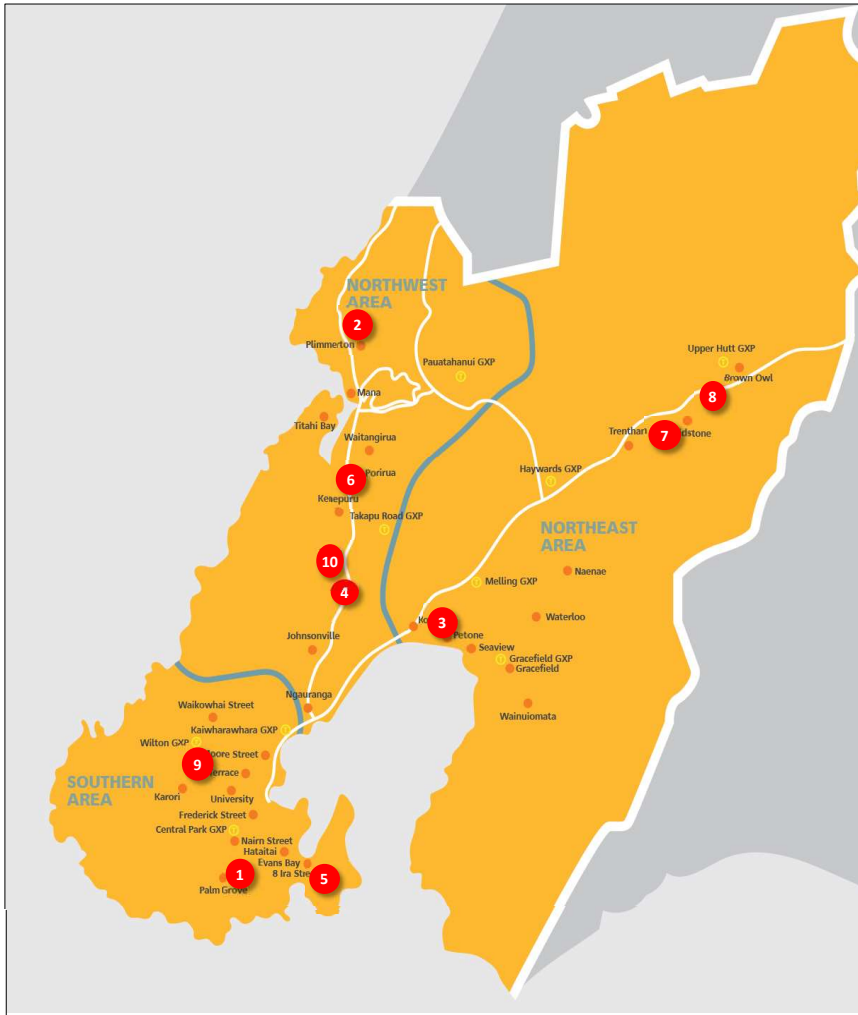 NORTHWEST
AREA
2
Plimmerton
Pauatahanui GXP
Upper Hutt GXP
Brown Owl
8
Mana
Titahi Bay
Waitangirua
7
6
Porirua
Kenepuru
Haywards GXP
Takapu Road GXP
NORTHEAST
AREA
10
4
Naenae
Melling GXP
3
Waterloo
Petone
Johnsonville
Seaview
Gracefield GXP
Gracefield
Wainuiomata
Ngauranga
Waikowhai Street
Kaiwharawhara GXP
Wilton GXP
9
SOUTHERN
AREA
Karori
University
Frederick Street
Central Park GXP
Nairn Street
Hataitai
Evans Bay
8 Ira
1
5
Palm Grove